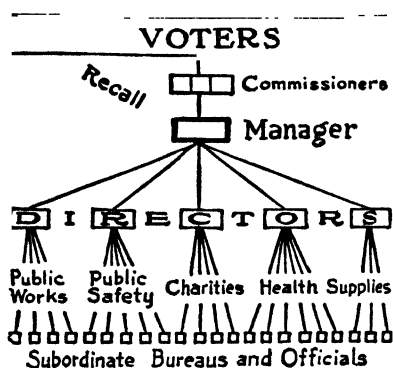 VOTERS
Recall
Commissioners
Manager
DIRECTORS
Public Works
Public Safety
Charities
Health
Supplies
Subordinate Bureaus and Officials